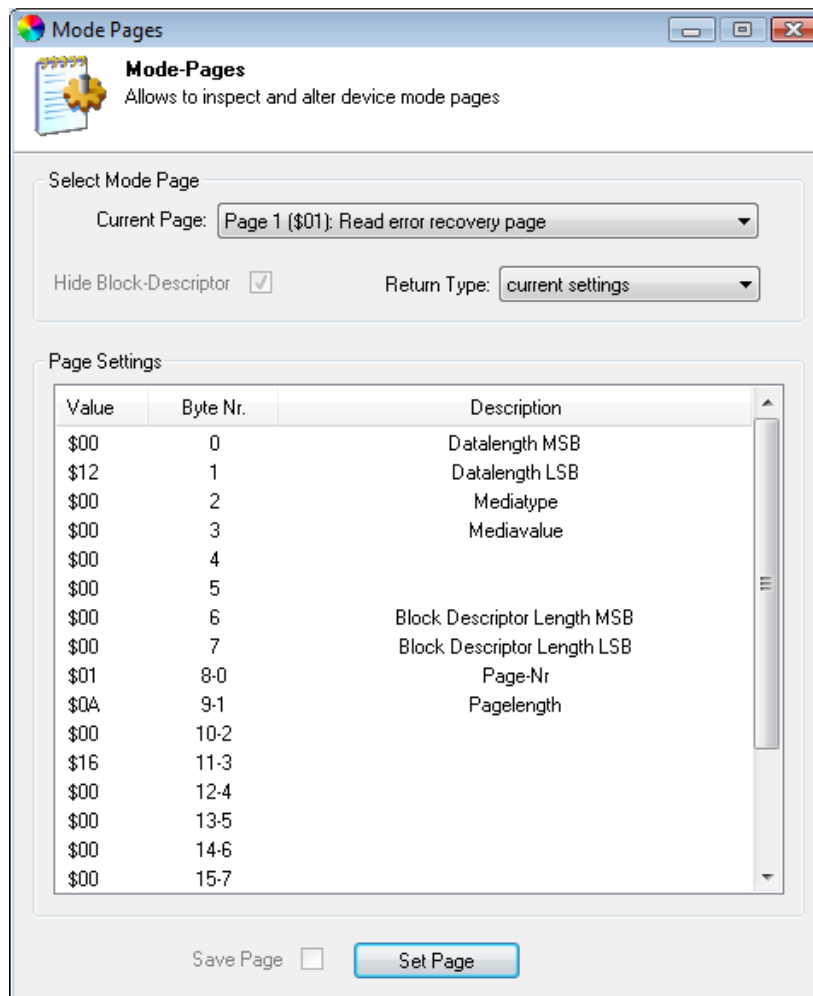 Mode Pages
Mode-Pages
Allows to inspect and alter device mode pages
Select Mode Page
Current Page: Page 1 ($01): Read error recovery page
Hide Block-Descriptor Return Type: current settings
Page Settings
Value Byte Nr. Description
$00 0 Datalength MSB
$12 1 Datalength LSB
$00 2 Mediatype
$00 3 Mediavalue
$00 4
$00 5
$00 6 Block Descriptor Length MSB
$00 7 Block Descriptor Length LSB
$01 8-0 Page-Nr
$0A 9-1 Pagelength
$00 10-2
$16 11-3
$00 12-4
$00 13-5
$00 14-6
$00 15-7
Save Page Set Page